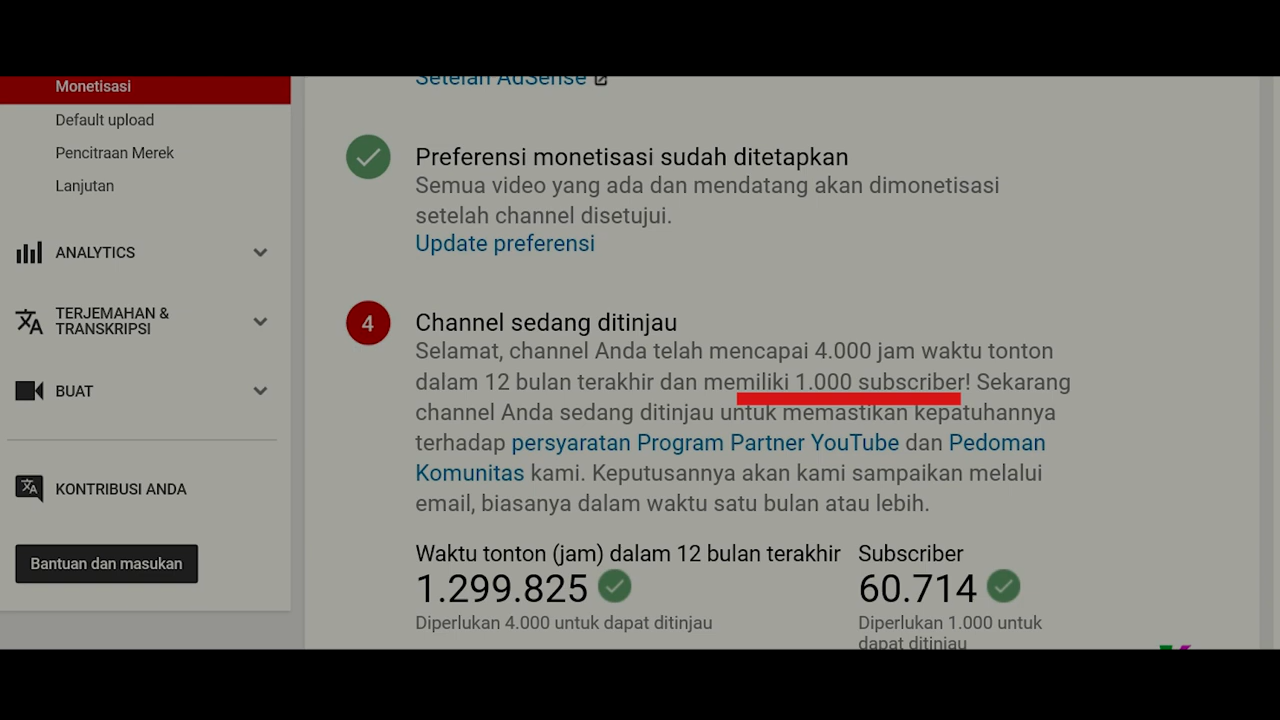 Monetisasi
Default upload
Pencitraan Merek
Lanjutan
ANALYTICS
TERJEMAHAN &
TRANSKRIPSI
BUAT
KONTRIBUSI ANDA
Bantuan dan masukan
Setelan AdSense
Preferensi monetisasi sudah ditetapkan
Semua video yang ada dan mendatang akan dimonetisasi
setelah channel disetujui.
Update preferensi
4
Channel sedang ditinjau
Selamat, channel Anda telah mencapai 4.000 jam waktu tonton
dalam 12 bulan terakhir dan memiliki 1.000 subscriber! Sekarang
channel Anda sedang ditinjau untuk memastikan kepatuhannya
terhadap persyaratan Program Partner YouTube dan Pedoman
Komunitas kami. Keputusannya akan kami sampaikan melalui
email, biasanya dalam waktu satu bulan atau lebih.
Waktu tonton (jam) dalam 12 bulan terakhir
1.299.825
Diperlukan 4.000 untuk dapat ditinjau
Subscriber
60.714
Diperlukan 1.000 untuk
dapat ditinjau